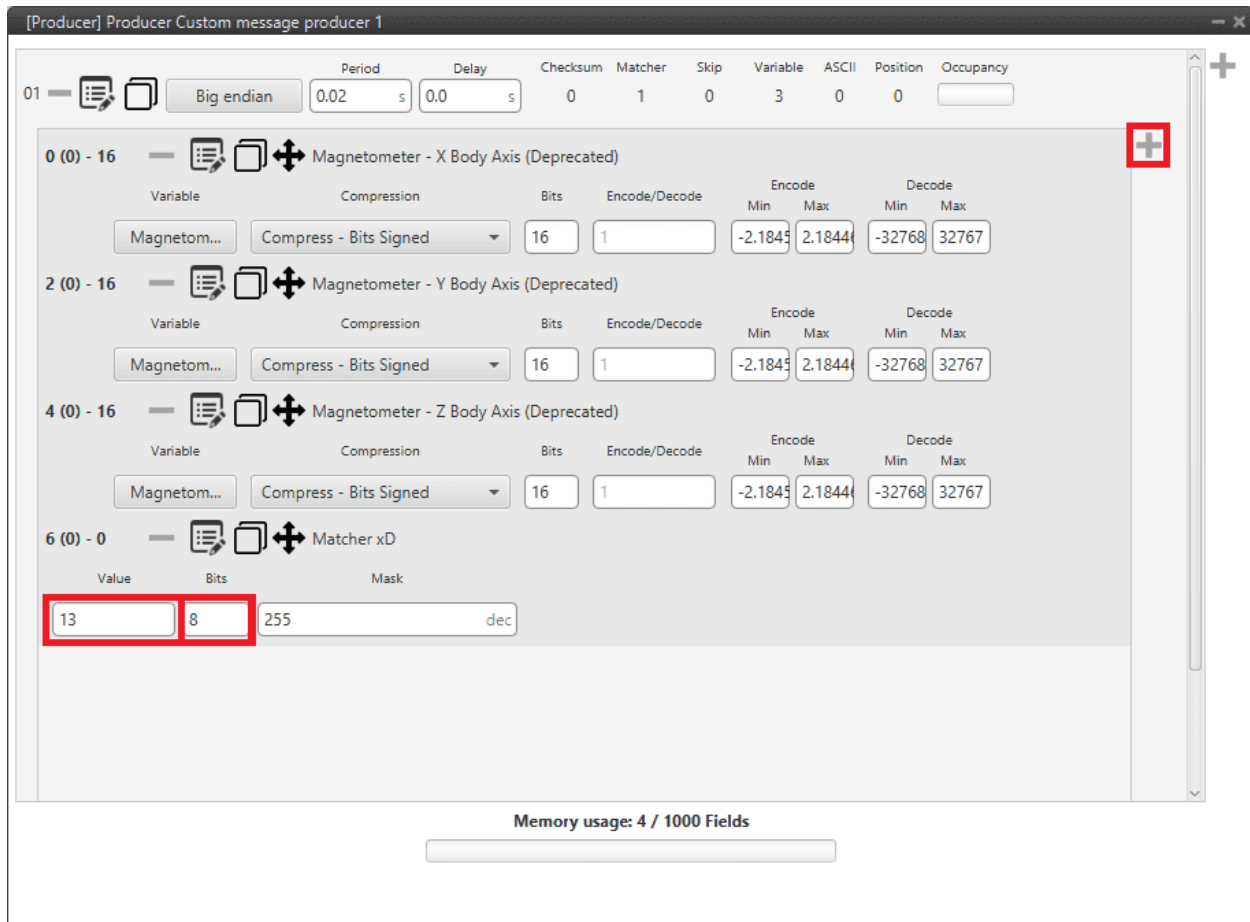 [Producer] Producer Custom message producer 1
Period Delay Checksum Matcher Skip Variable ASCII Position Occupancy
01 Big endian 0.02 s 0.0 s 0 1 0 3 0 0
0 (0) - 16 Magnetometer - X Body Axis (Deprecated)
Variable Compression Bits Encode/Decode Encode Decode
Min Max Min Max
Magnetom... Compress - Bits Signed 16 1 -2.1845 2.1844 -32768 32767
2 (0) - 16 Magnetometer - Y Body Axis (Deprecated)
Variable Compression Bits Encode/Decode Encode Decode
Min Max Min Max
Magnetom... Compress - Bits Signed 16 1 -2.1845 2.1844 -32768 32767
4 (0) - 16 Magnetometer - Z Body Axis (Deprecated)
Variable Compression Bits Encode/Decode Encode Decode
Min Max Min Max
Magnetom... Compress - Bits Signed 16 1 -2.1845 2.1844 -32768 32767
6 (0) - 0 Matcher xD
Value Bits Mask
13 8 255 dec
Memory usage: 4 / 1000 Fields